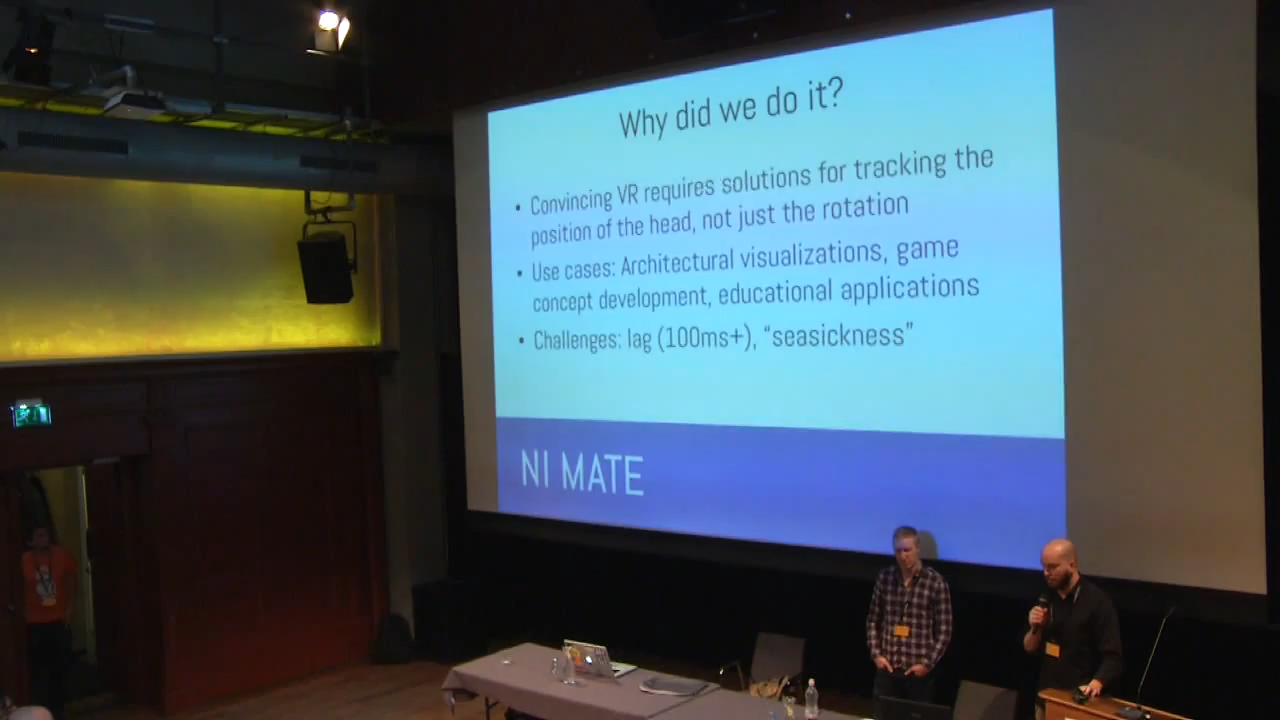 Why did we do it?
• Convincing VR requires solutions for tracking the
position of the head, not just the rotation
• Use cases: Architectural visualizations, game
concept development, educational applications
• Challenges: lag (100ms+), “seasickness”
NI MATE